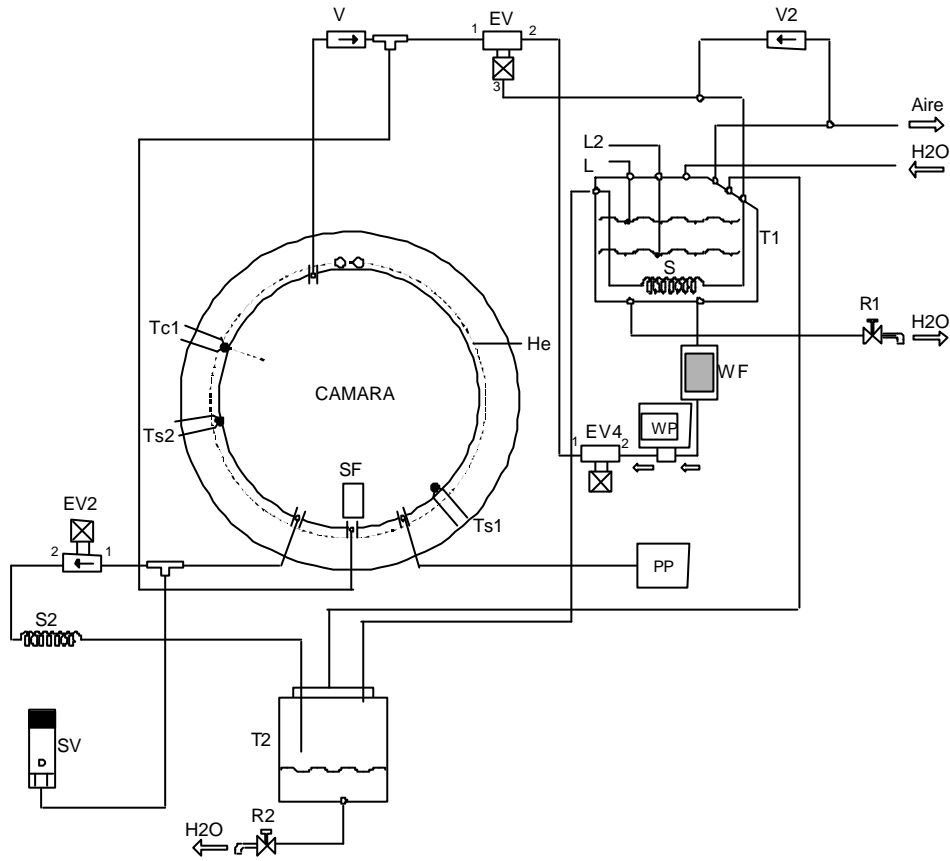 V
EV
V2
1
2
3
Aire
H2O
L2
L
T1
S
R1
H2O
Tc1
He
WF
CAMARA
WP
Ts2
EV4
1
2
SF
EV2
Ts1
2
1
PP
S2
T2
SV
D
R2
H2O